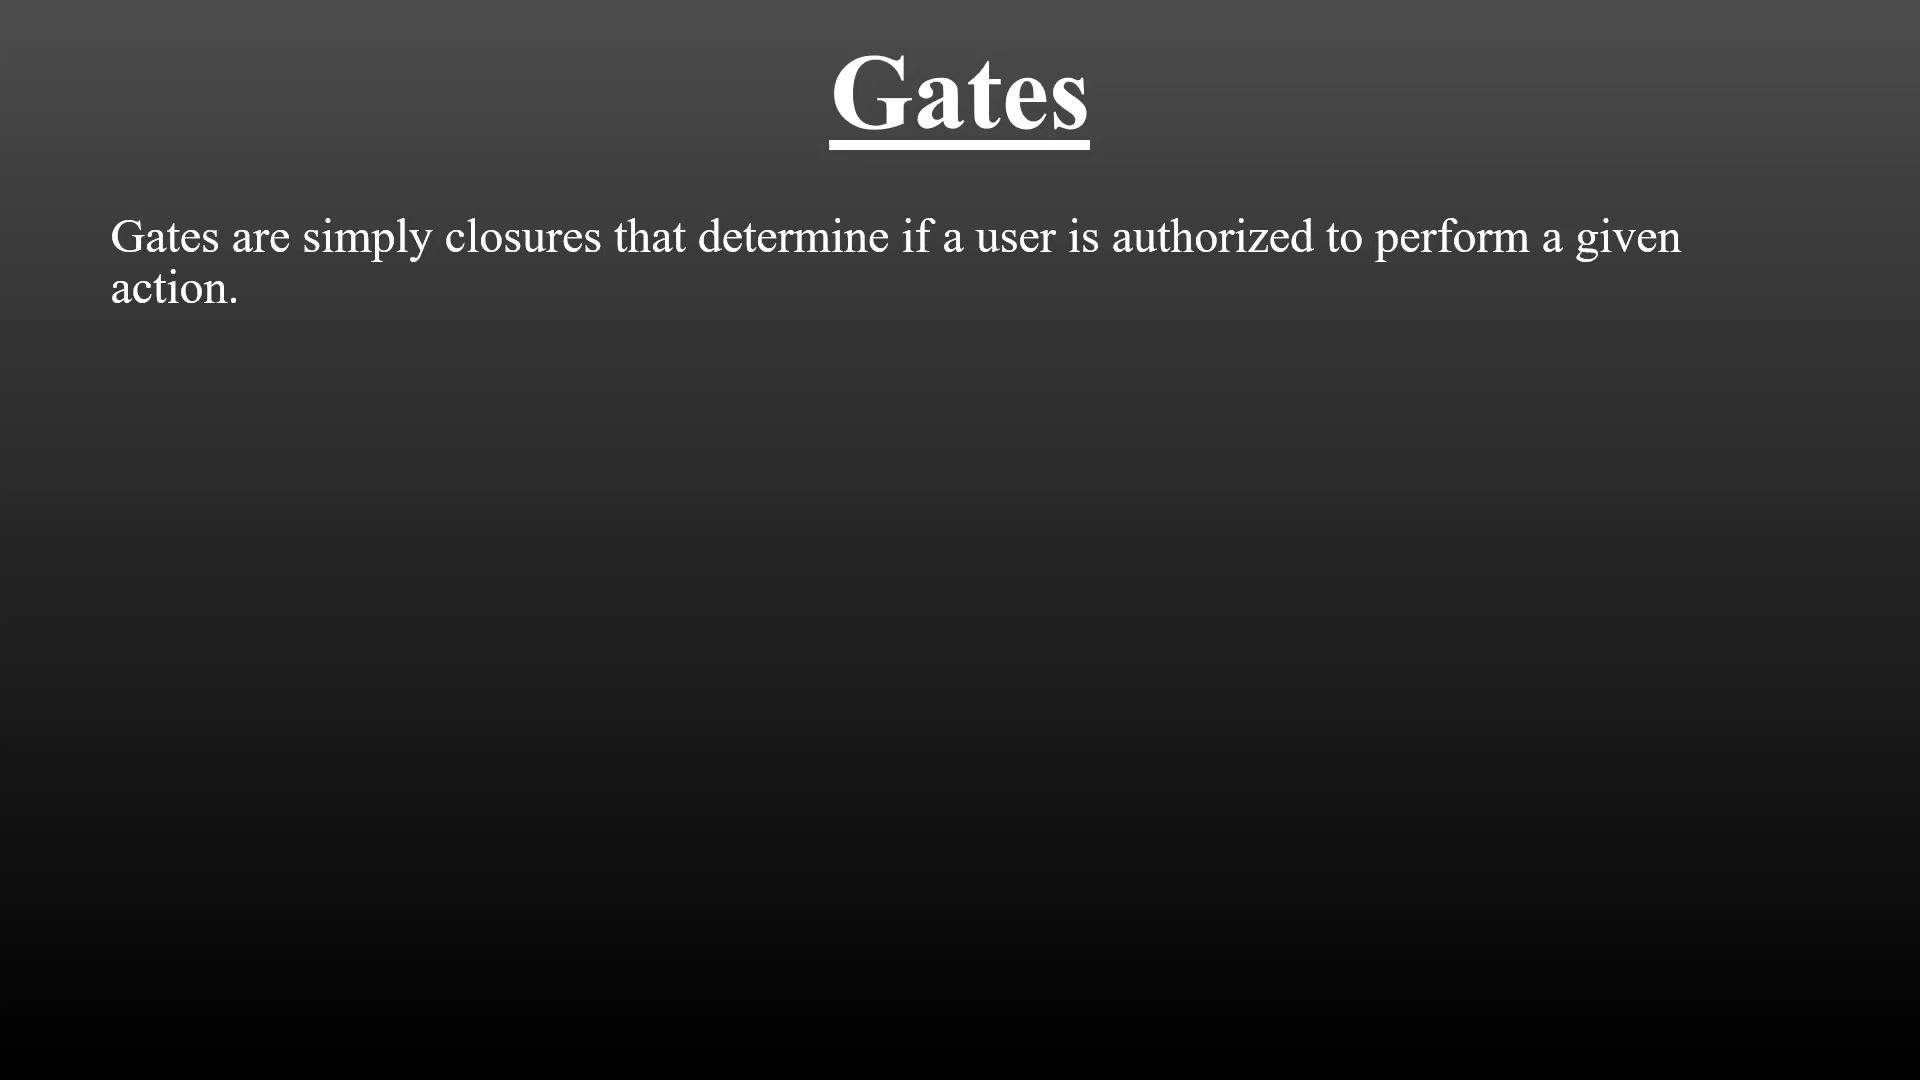 Gates
Gates are simply closures that determine if a user is authorized to perform a given
action.